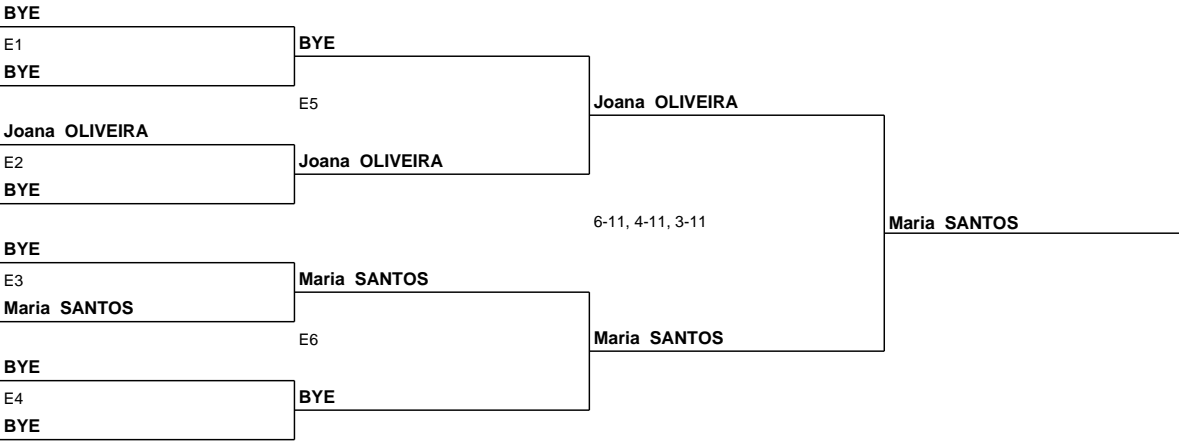 BYE
E1
BYE
BYE
E5
Joana OLIVEIRA
Joana OLIVEIRA
E2
Joana OLIVEIRA
BYE
6-11, 4-11, 3-11
Maria SANTOS
BYE
E3
Maria SANTOS
Maria SANTOS
E6
Maria SANTOS
BYE
E4
BYE
BYE